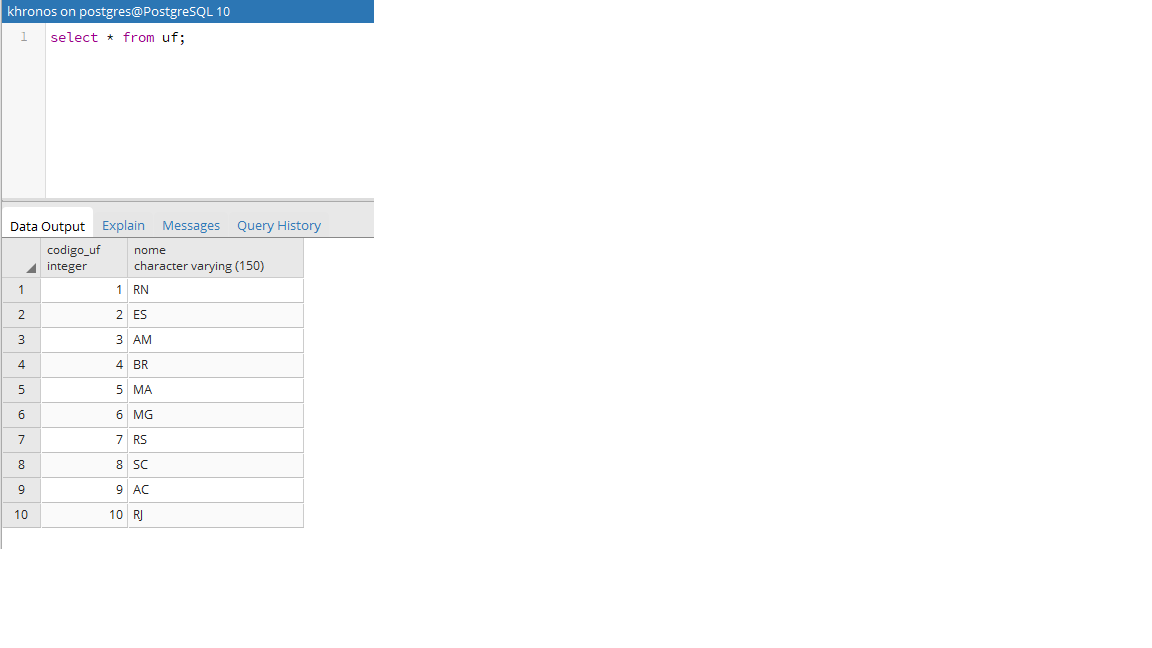 khronos on postgres@PostgreSQL 10
1 select * from uf;
Data Output Explain Messages Query History
codigo_uf nome
integer character varying (150)
1 1 RN
2 2 ES
3 3 AM
4 4 BR
5 5 MA
6 6 MG
7 7 RS
8 8 SC
9 9 AC
10 10 RJ